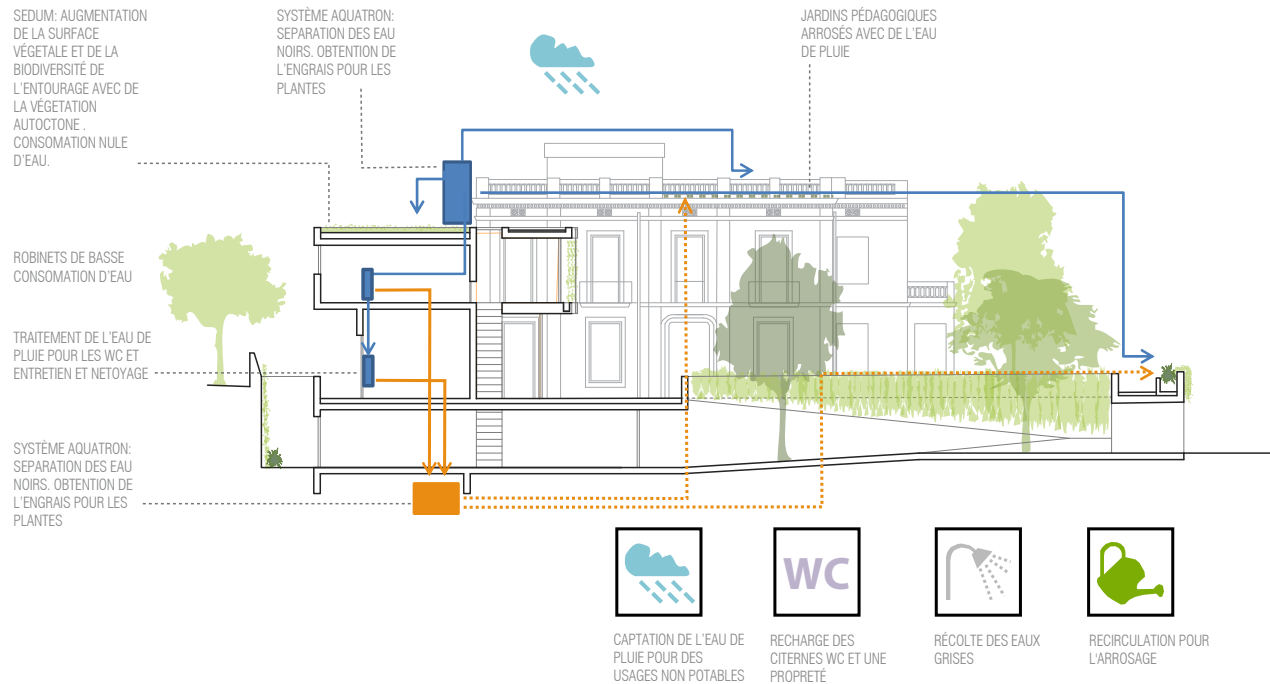 SEDUM: AUGMENTATION
DE LA SURFACE
VÉGETALE ET DE LA
BIODIVERSITÉ DE
L'ENTOURAGE AVEC DE
LA VÉGETATION
AUTOCTONE .
CONSOMATION NULE
D'EAU.
SYSTÈME AQUATRON:
SEPARATION DES EAU
NOIRS. OBTENTION DE
L'ENGRAIS POUR LES
PLANTES
JARDINS PÉDAGOGIQUES
ARROSÉS AVEC DE L'EAU
DE PLUIE
ROBINETS DE BASSE
CONSOMATION D'EAU
TRAITEMENT DE L'EAU DE
PLUIE POUR LES WC ET
ENTRETIEN ET NETOYAGE
SYSTÈME AQUATRON:
SEPARATION DES EAU
NOIRS. OBTENTION DE
L'ENGRAIS POUR LES
PLANTES
WC
CAPTATION DE L'EAU DE
PLUIE POUR DES
USAGES NON POTABLES
RECHARGE DES
CITERNES WC ET UNE
PROPRETÉ
RÉCOLTE DES EAUX
GRISES
RECIRCULATION POUR
L'ARROSAGE